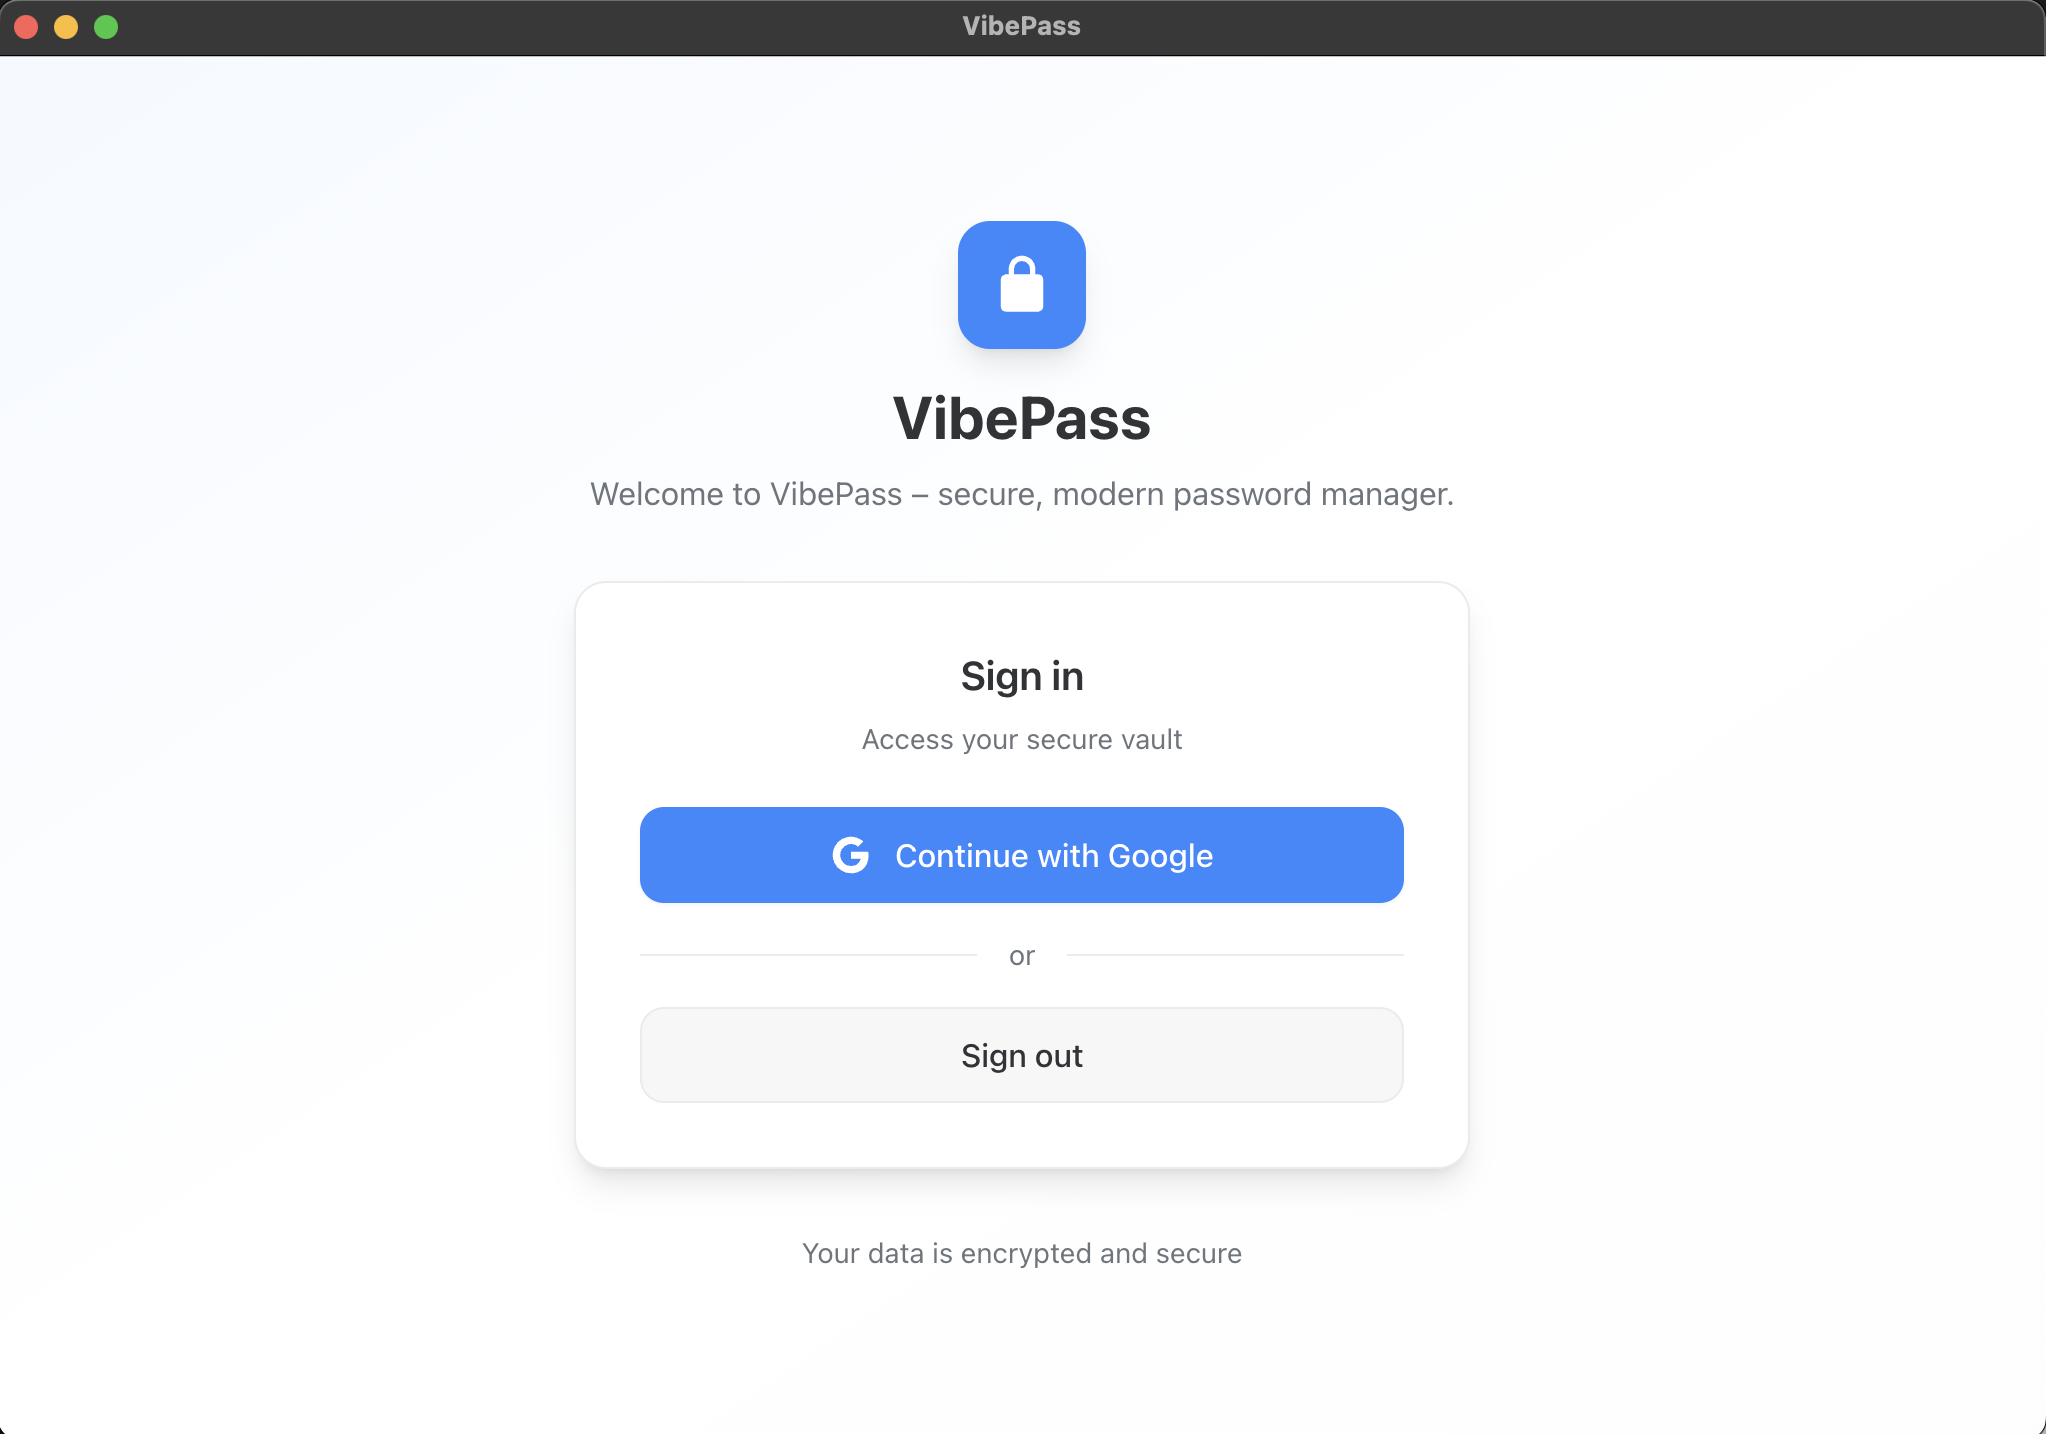 VibePass
VibePass
Welcome to VibePass – secure, modern password manager.
Sign in
Access your secure vault
Continue with Google
or
Sign out
Your data is encrypted and secure